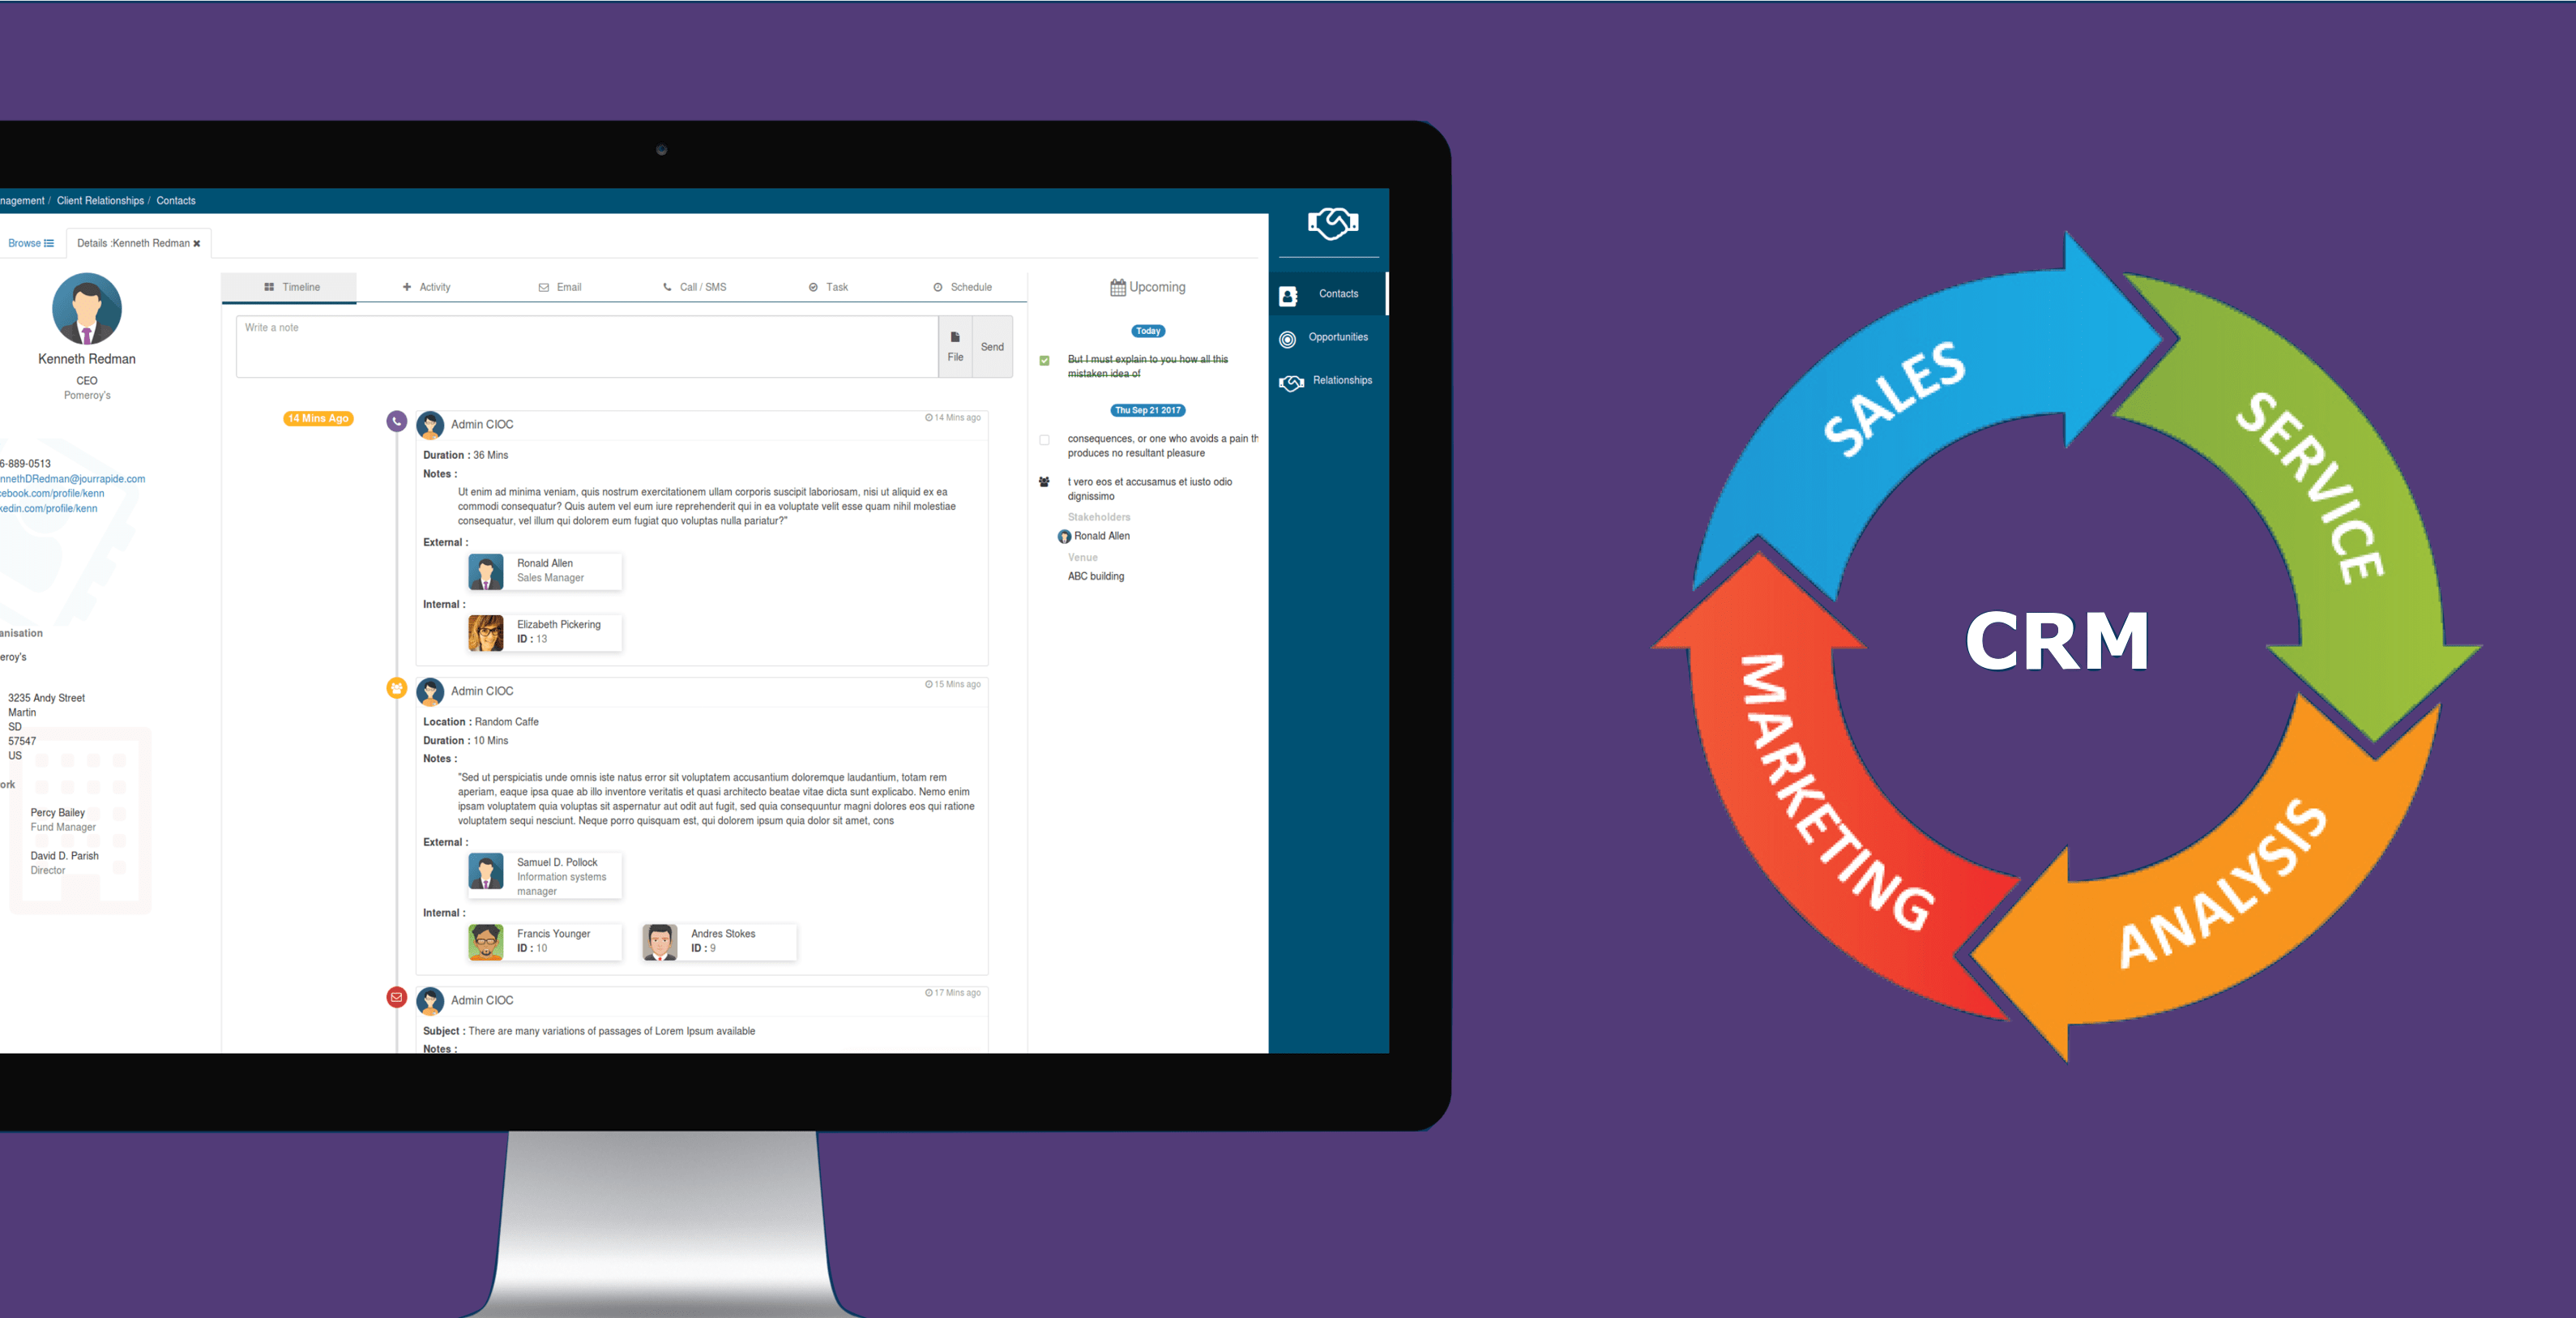 nagement / Client Relationships / Contacts
Browse
Details :Kenneth Redman
Kenneth Redman
CEO
Pomeroy's
6-889-0513
nnethDRedman@jourrapide.com
cebook.com/profile/kenn
kedin.com/profile/kenn
anisation
eroy's
3235 Andy Street
Martin
SD
57547
US
ork
Percy Bailey
Fund Manager
David D. Parish
Director
Timeline
Activity
Email
Call / SMS
Task
Schedule
Write a note
File
Send
14 Mins Ago
Admin CIOC
14 Mins ago
Duration : 36 Mins
Notes :
Ut enim ad minima veniam, quis nostrum exercitationem ullam corporis suscipit laboriosam, nisi ut aliquid ex ea
commodi consequatur? Quis autem vel eum iure reprehenderit qui in ea voluptate velit esse quam nihil molestiae
consequatur, vel illum qui dolorem eum fugiat quo voluptas nulla pariatur?"
External :
Ronald Allen
Sales Manager
Internal :
Elizabeth Pickering
ID : 13
Admin CIOC
15 Mins ago
Location : Random Caffe
Duration : 10 Mins
Notes :
"Sed ut perspiciatis unde omnis iste natus error sit voluptatem accusantium doloremque laudantium, totam rem
aperiam, eaque ipsa quae ab illo inventore veritatis et quasi architecto beatae vitae dicta sunt explicabo. Nemo enim
ipsam voluptatem quia voluptas sit aspernatur aut odit aut fugit, sed quia consequuntur magni dolores eos qui ratione
voluptatem sequi nesciunt. Neque porro quisquam est, qui dolorem ipsum quia dolor sit amet, cons
External :
Samuel D. Pollock
Information systems
manager
Internal :
Francis Younger
ID : 10
Andres Stokes
ID : 9
Admin CIOC
17 Mins ago
Subject : There are many variations of passages of Lorem Ipsum available
Notes :
Upcoming
Today
But I must explain to you how all this
mistaken idea of
Thu Sep 21 2017
consequences, or one who avoids a pain th
produces no resultant pleasure
t vero eos et accusamus et iusto odio
dignissimo
Stakeholders
Ronald Allen
Venue
ABC building
Contacts
Opportunities
Relationships
SALES
SERVICE
CRM
MARKETING
ANALYSIS